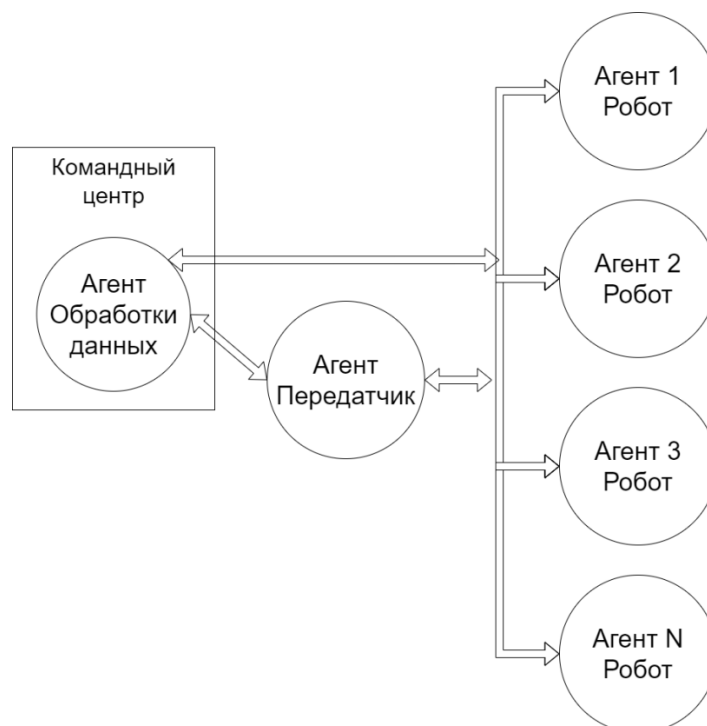 Командный
центр
Агент
Обработки
данных
Агент
Передатчик
Агент 1
Робот
Агент 2
Робот
Агент 3
Робот
Агент N
Робот